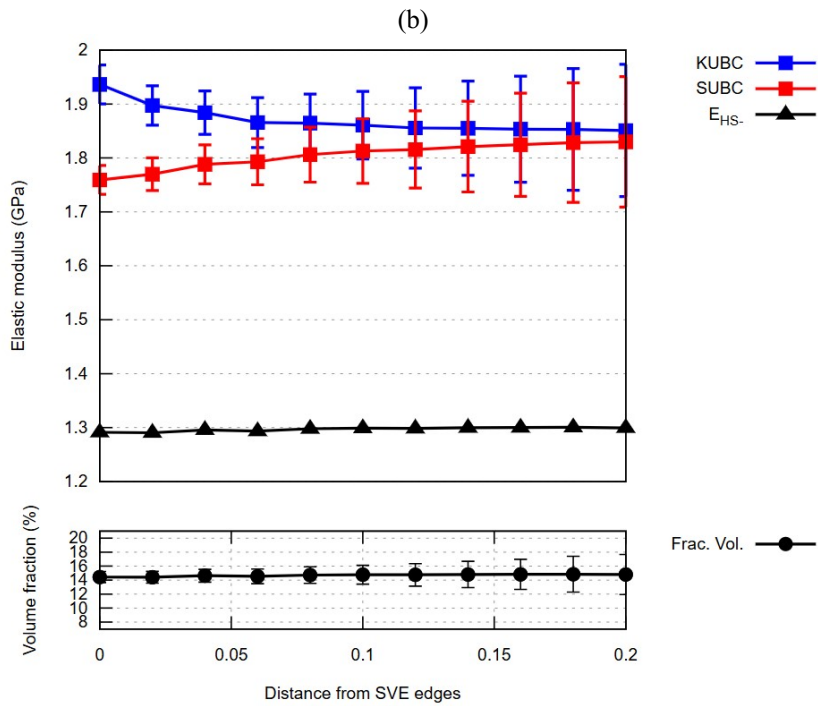 (b)
2
1.9
1.8
1.7
1.6
1.5
1.4
1.3
1.2
Elastic modulus (GPa)
KUBC
SUBC
E_HS-
20
18
16
14
12
10
8
Volume fraction (%)
Frac. Vol.
0 0.05 0.1 0.15 0.2
Distance from SVE edges